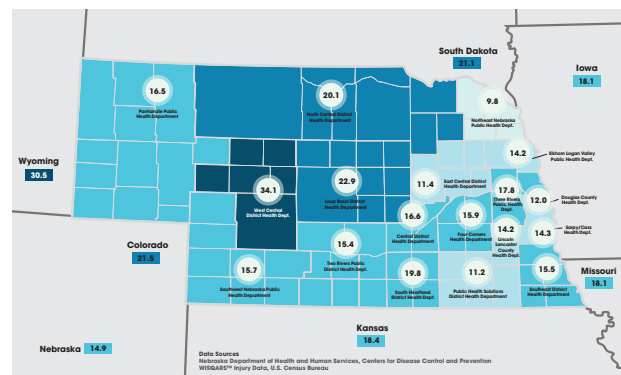 South Dakota
21.1
Iowa
18.1
16.5
Panhandle Public
Health Department
20.1
North Central District
Health Department
9.8
Northeast Nebraska
Public Health Dept.
14.2
Elkhorn Logan Valley
Public Health Dept.
Wyoming
30.5
34.1
West Central
District Health Dept.
22.9
Loup Basin District
Health Department
11.4
East Central District
Health Department
17.8
Three Rivers
Public Health
Dept.
12.0
Douglas County
Health Dept.
16.6
Central District
Health Department
15.9
Four Corners
Health Department
14.2
Lincoln
Lancaster
County
Health Dept.
14.3
Sarpy/Cass
Health Dept.
Colorado
21.5
15.4
Two Rivers Public
District Health Dept.
15.7
Southwest Nebraska Public
Health Department
19.8
South Heartland
District Health Dept.
11.2
Public Health Solutions
District Health Department
15.5
Southeast District
Health Department
Missouri
18.1
Kansas
18.4
Nebraska 14.9
Data Sources
Nebraska Department of Health and Human Services, Centers for Disease Control and Prevention
WISQARS™ Injury Data, U.S. Census Bureau